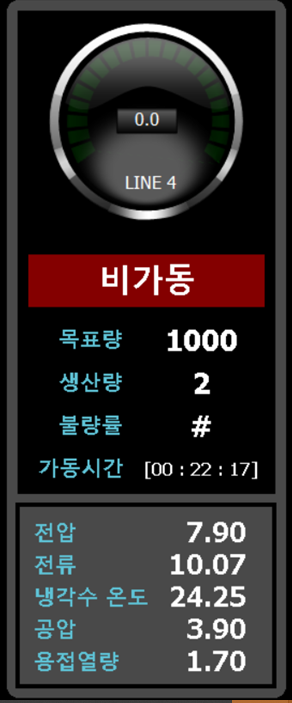 0.0
LINE 4
비가동
목표량 1000
생산량 2
불량률 #
가동시간 [00 : 22 : 17]
전압 7.90
전류 10.07
냉각수 온도 24.25
공압 3.90
용접열량 1.70